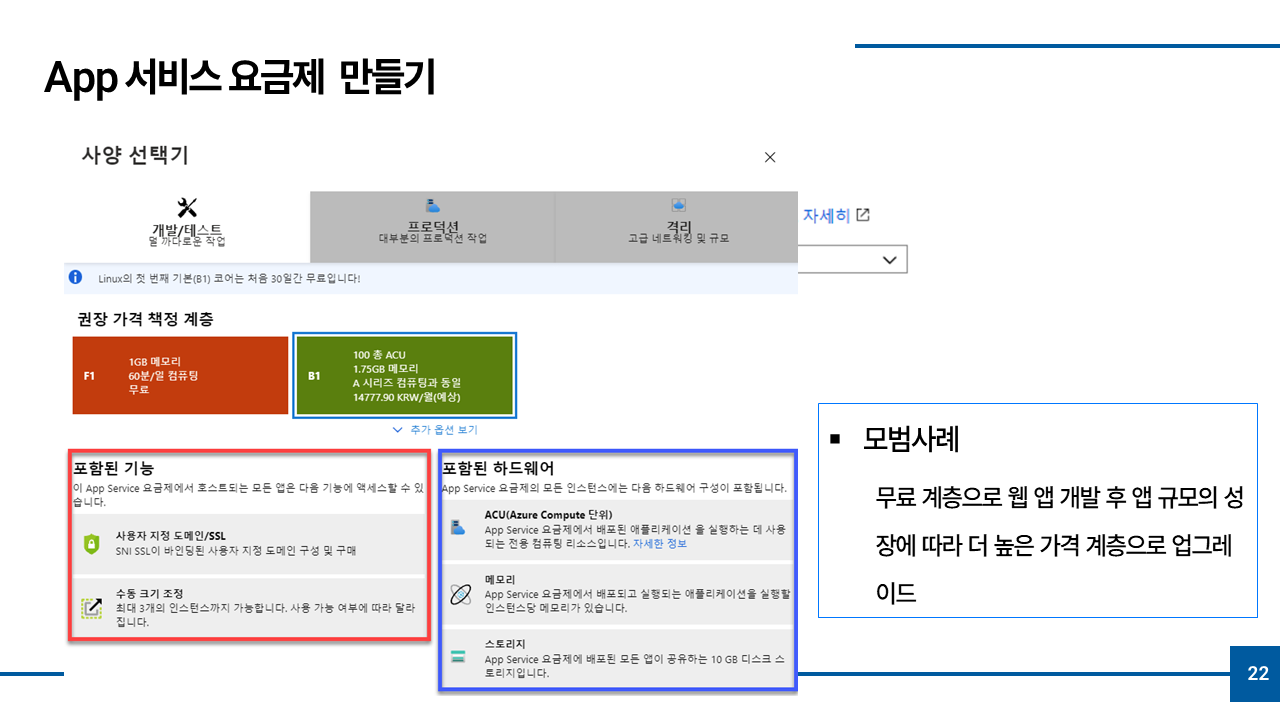 App 서비스 요금제 만들기
사양 선택기
개발/테스트
덜 까다로운 작업
프로덕션
대부분의 프로덕션 작업
격리
고급 네트워킹 및 규모
자세히
Linux의 첫 번째 기본(B1) 코어는 처음 30일간 무료입니다!
권장 가격 책정 계층
F1
1GB 메모리
60분/일 컴퓨팅
무료
B1
100 총 ACU
1.75GB 메모리
A 시리즈 컴퓨팅과 동일
14777.90 KRW/월(예상)
추가 옵션 보기
포함된 기능
이 App Service 요금제에서 호스트되는 모든 앱은 다음 기능에 액세스할 수 있
습니다.
사용자 지정 도메인/SSL
SNI SSL이 바인딩된 사용자 지정 도메인 구성 및 구매
수동 크기 조정
최대 3개의 인스턴스까지 가능합니다. 사용 가능 여부에 따라 달라
집니다.
포함된 하드웨어
App Service 요금제의 모든 인스턴스에는 다음 하드웨어 구성이 포함됩니다.
ACU(Azure Compute 단위)
App Service 요금제에서 배포된 애플리케이션 을 실행하는 데 사용
되는 전용 컴퓨팅 리소스입니다. 자세한 정보
메모리
App Service 요금제에서 배포되고 실행되는 애플리케이션을 실행할
인스턴스당 메모리가 있습니다.
스토리지
App Service 요금제에 배포된 모든 앱이 공유하는 10 GB 디스크 스
토리지입니다.
■ 모범사례
무료 계층으로 웹 앱 개발 후 앱 규모의 성
장에 따라 더 높은 가격 계층으로 업그레
이드
22